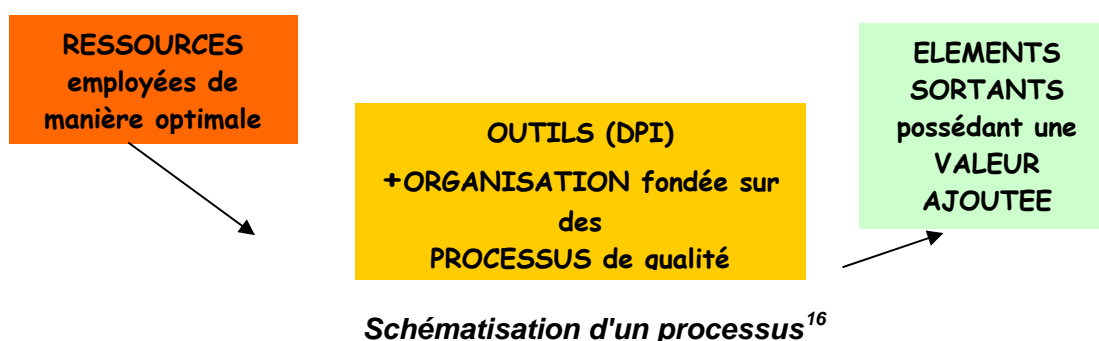 RESSOURCES
employées de
manière optimale
OUTILS (DPI)
+ORGANISATION fondée sur
des
PROCESSUS de qualité
ELEMENTS
SORTANTS
possédant une
VALEUR
AJOUTEE
Schématisation d'un processus16